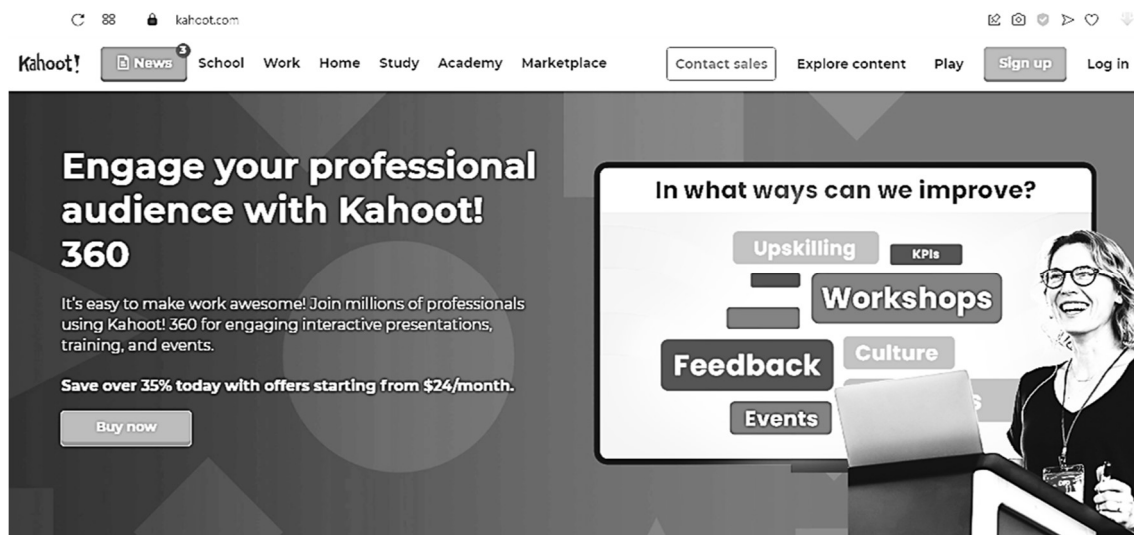 kahoot.com
Kahoot! News 3 School Work Home Study Academy Marketplace Contact sales Explore content Play Sign up Log in
Engage your professional
audience with Kahoot!
360
It's easy to make work awesome! Join millions of professionals
using Kahoot! 360 for engaging interactive presentations,
training, and events.
Save over 35% today with offers starting from $24/month.
Buy now
In what ways can we improve?
Upskilling KPIs
Workshops
Feedback Culture
Events